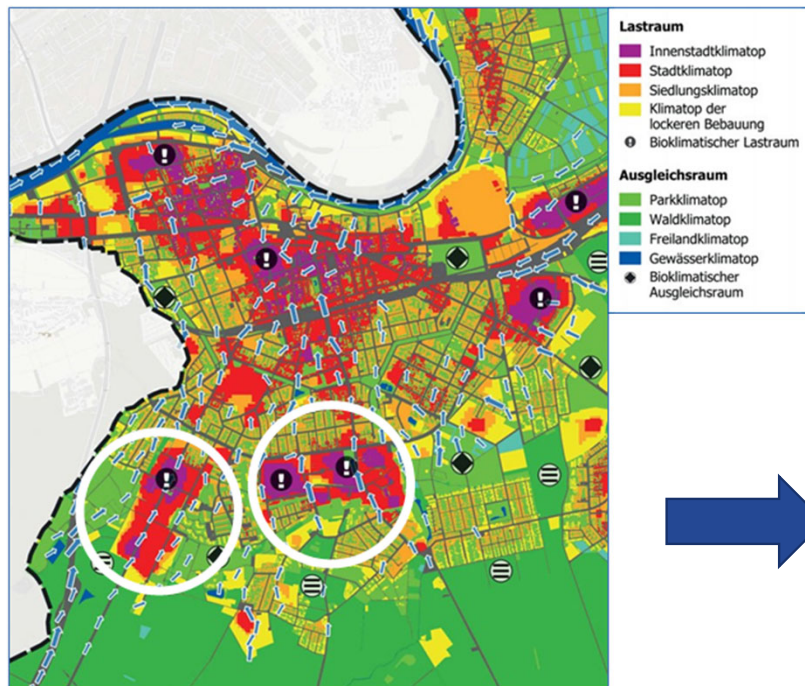 Lastraum
Innenstadtklimatop
Stadtklimatop
Siedlungsklimatop
Klimatop der
lockeren Bebauung
Bioklimatischer Lastraum
Ausgleichsraum
Parkklimatop
Waldklimatop
Freilandklimatop
Gewässerklimatop
Bioklimatischer
Ausgleichsraum